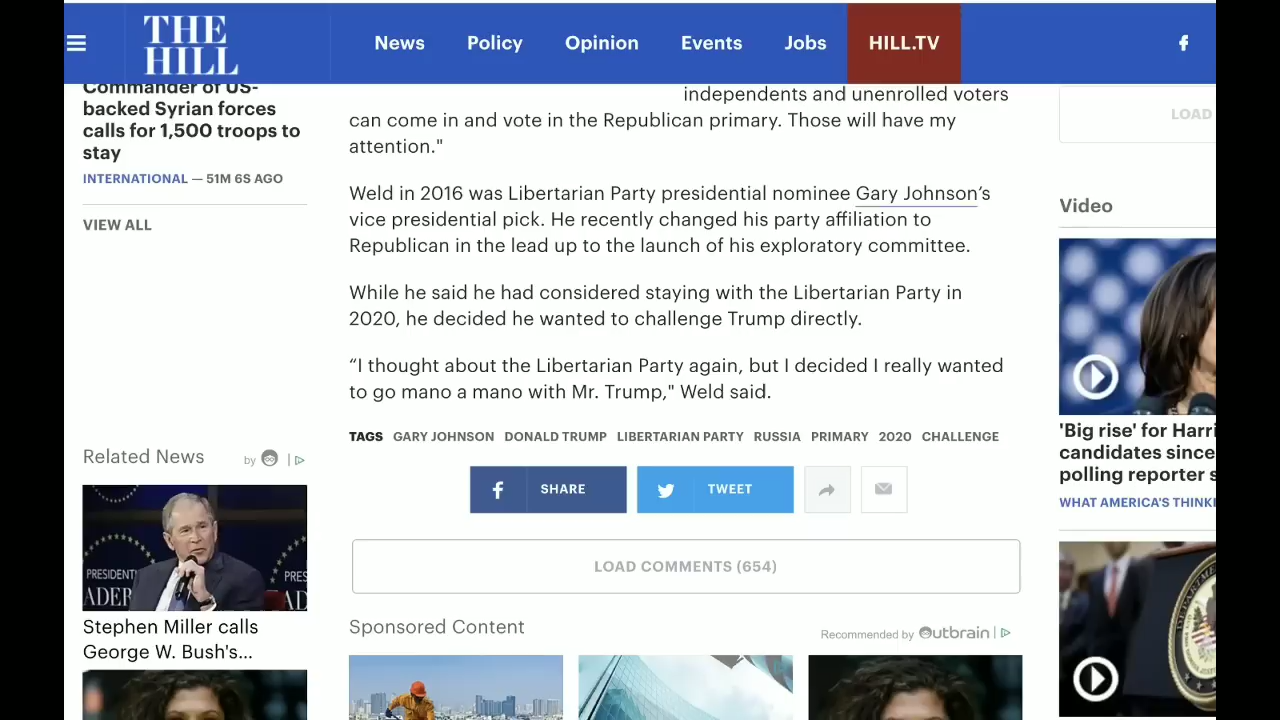 THE
HILL
News
Policy
Opinion
Events
Jobs
HILL.TV
Commander of US-
backed Syrian forces
calls for 1,500 troops to
stay
INTERNATIONAL — 51M 6S AGO
VIEW ALL
Related News
by
PRESIDENT
ADER
Stephen Miller calls
George W. Bush's...
independents and unenrolled voters
can come in and vote in the Republican primary. Those will have my
attention."
Weld in 2016 was Libertarian Party presidential nominee Gary Johnson’s
vice presidential pick. He recently changed his party affiliation to
Republican in the lead up to the launch of his exploratory committee.
While he said he had considered staying with the Libertarian Party in
2020, he decided he wanted to challenge Trump directly.
“I thought about the Libertarian Party again, but I decided I really wanted
to go mano a mano with Mr. Trump," Weld said.
TAGS GARY JOHNSON DONALD TRUMP LIBERTARIAN PARTY RUSSIA PRIMARY 2020 CHALLENGE
SHARE
TWEET
LOAD COMMENTS (654)
Sponsored Content
Recommended by Outbrain
LOAD
Video
'Big rise' for Harri
candidates since
polling reporter s
WHAT AMERICA'S THINKI